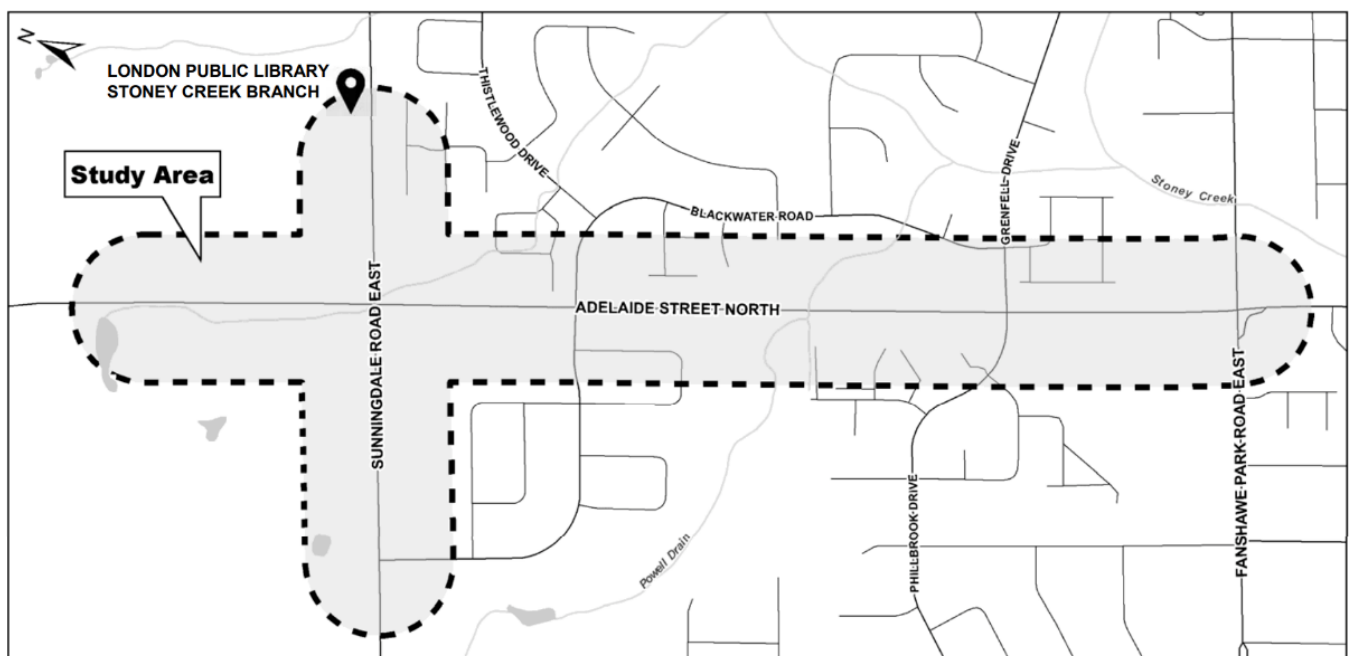 N
LONDON PUBLIC LIBRARY
STONEY CREEK BRANCH
Study Area
THISTLEWOOD DRIVE
BLACKWATER ROAD
GRENFELL DRIVE
Stoney Creek
SUNNINGDALE ROAD EAST
ADELAIDE STREET NORTH
FANSHAWE PARK ROAD EAST
PHILLBROOK DRIVE
Powell Drain